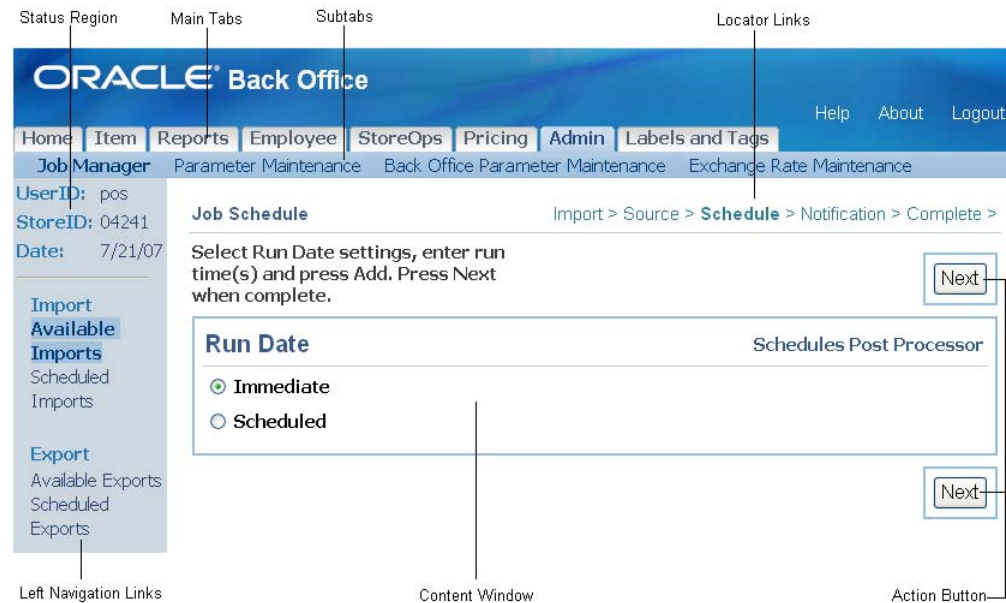 Status Region
Main Tabs
Subtabs
Locator Links
ORACLE® Back Office
Help About Logout
Home Item Reports Employee StoreOps Pricing Admin Labels and Tags
Job Manager Parameter Maintenance Back Office Parameter Maintenance Exchange Rate Maintenance
UserID: pos
StoreID: 04241
Date: 7/21/07
Import
Available
Imports
Scheduled
Imports
Export
Available Exports
Scheduled
Exports
Job Schedule
Import > Source > Schedule > Notification > Complete >
Select Run Date settings, enter run
time(s) and press Add. Press Next
when complete.
Next
Run Date
Schedules Post Processor
Immediate
Scheduled
Next
Left Navigation Links
Content Window
Action Button